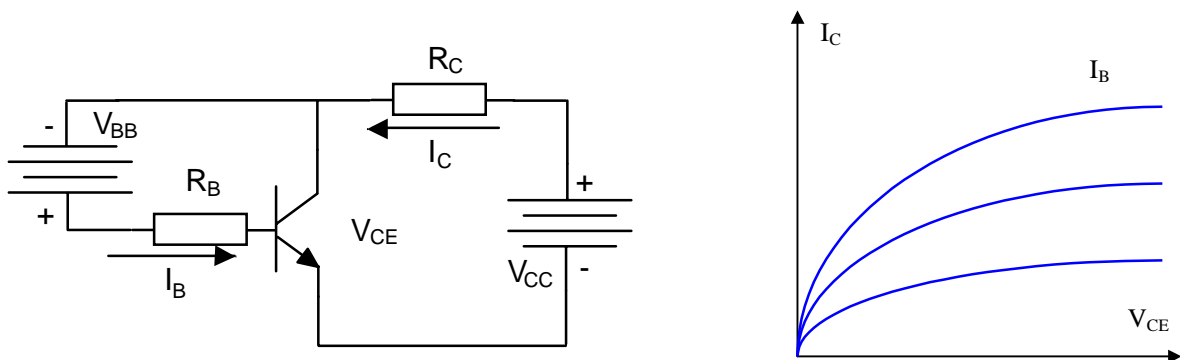 R_C
-
V_BB
I_C
R_B
+
+
V_CE
I_B
V_CC
-
I_C
I_B
V_CE